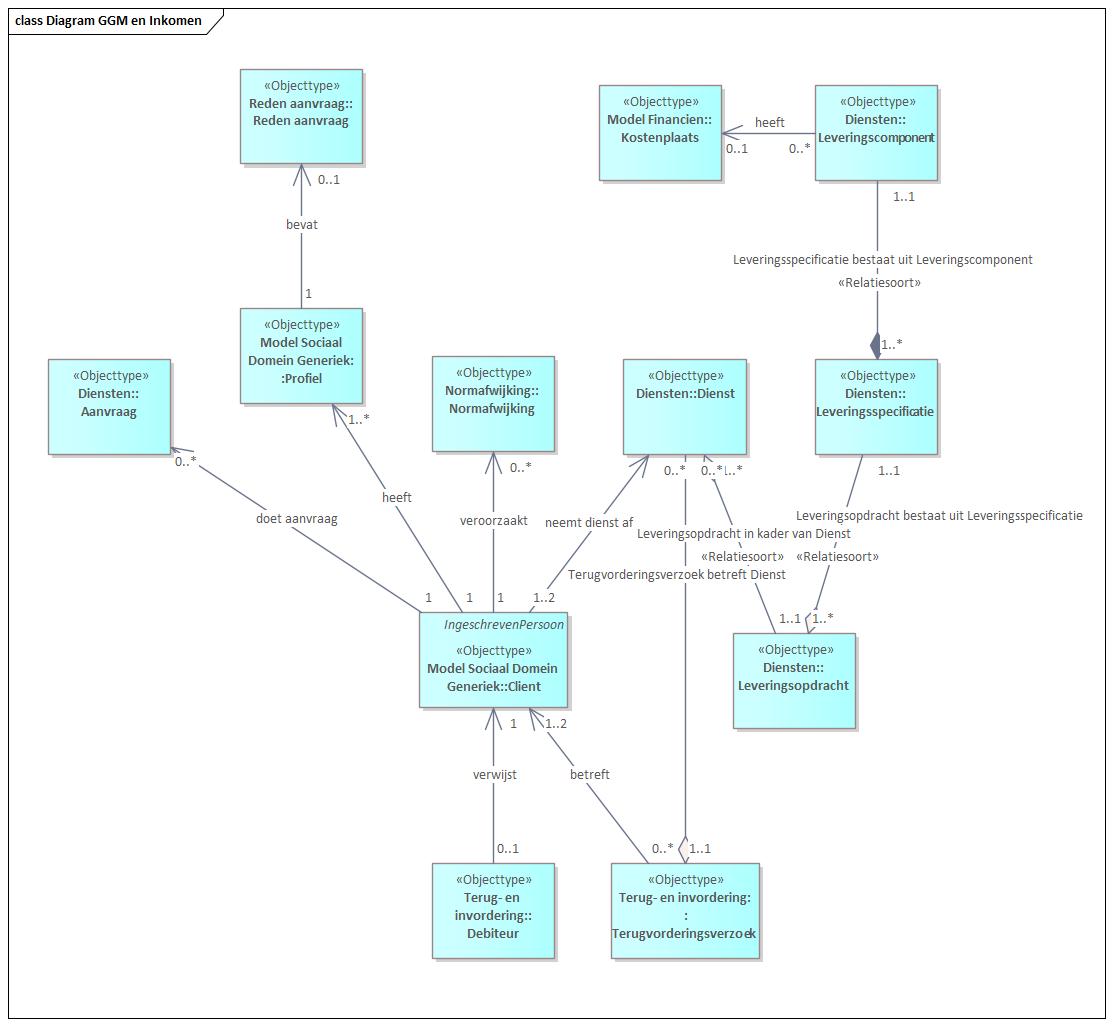 class Diagram GGM en Inkomen
«Objecttype»
Reden aanvraag::
Reden aanvraag
«Objecttype»
Model Financien::
Kostenplaats
heeft
0..1
0..*
«Objecttype»
Diensten::
Leveringscomponent
0..1
bevat
1
1..1
Leveringsspecificatie bestaat uit Leveringscomponent
«Relatiesoort»
1..*
«Objecttype»
Model Sociaal
Domein Generiek:
:Profiel
«Objecttype»
Diensten::
Aanvraag
«Objecttype»
Normafwijking::
Normafwijking
«Objecttype»
Diensten::Dienst
«Objecttype»
Diensten::
Leveringsspecificatie
0..*
1..*
0..*
0..*
0..*
1..*
1..1
doet aanvraag
heeft
veroorzaakt
neemt dienst af
Leveringsopdracht bestaat uit Leveringsspecificatie
Leveringsopdracht in kader van Dienst
«Relatiesoort»
«Relatiesoort»
Terugvorderingsverzoek betreft Dienst
1
1
1
1..2
1..1
1..*
IngeschrevenPersoon
«Objecttype»
Model Sociaal Domein
Generiek::Client
«Objecttype»
Diensten::
Leveringsopdracht
1
1..2
verwijst
betreft
0..1
0..*
1..1
«Objecttype»
Terug- en
invordering::
Debiteur
«Objecttype»
Terug- en invordering:
:
Terugvorderingsverzoek